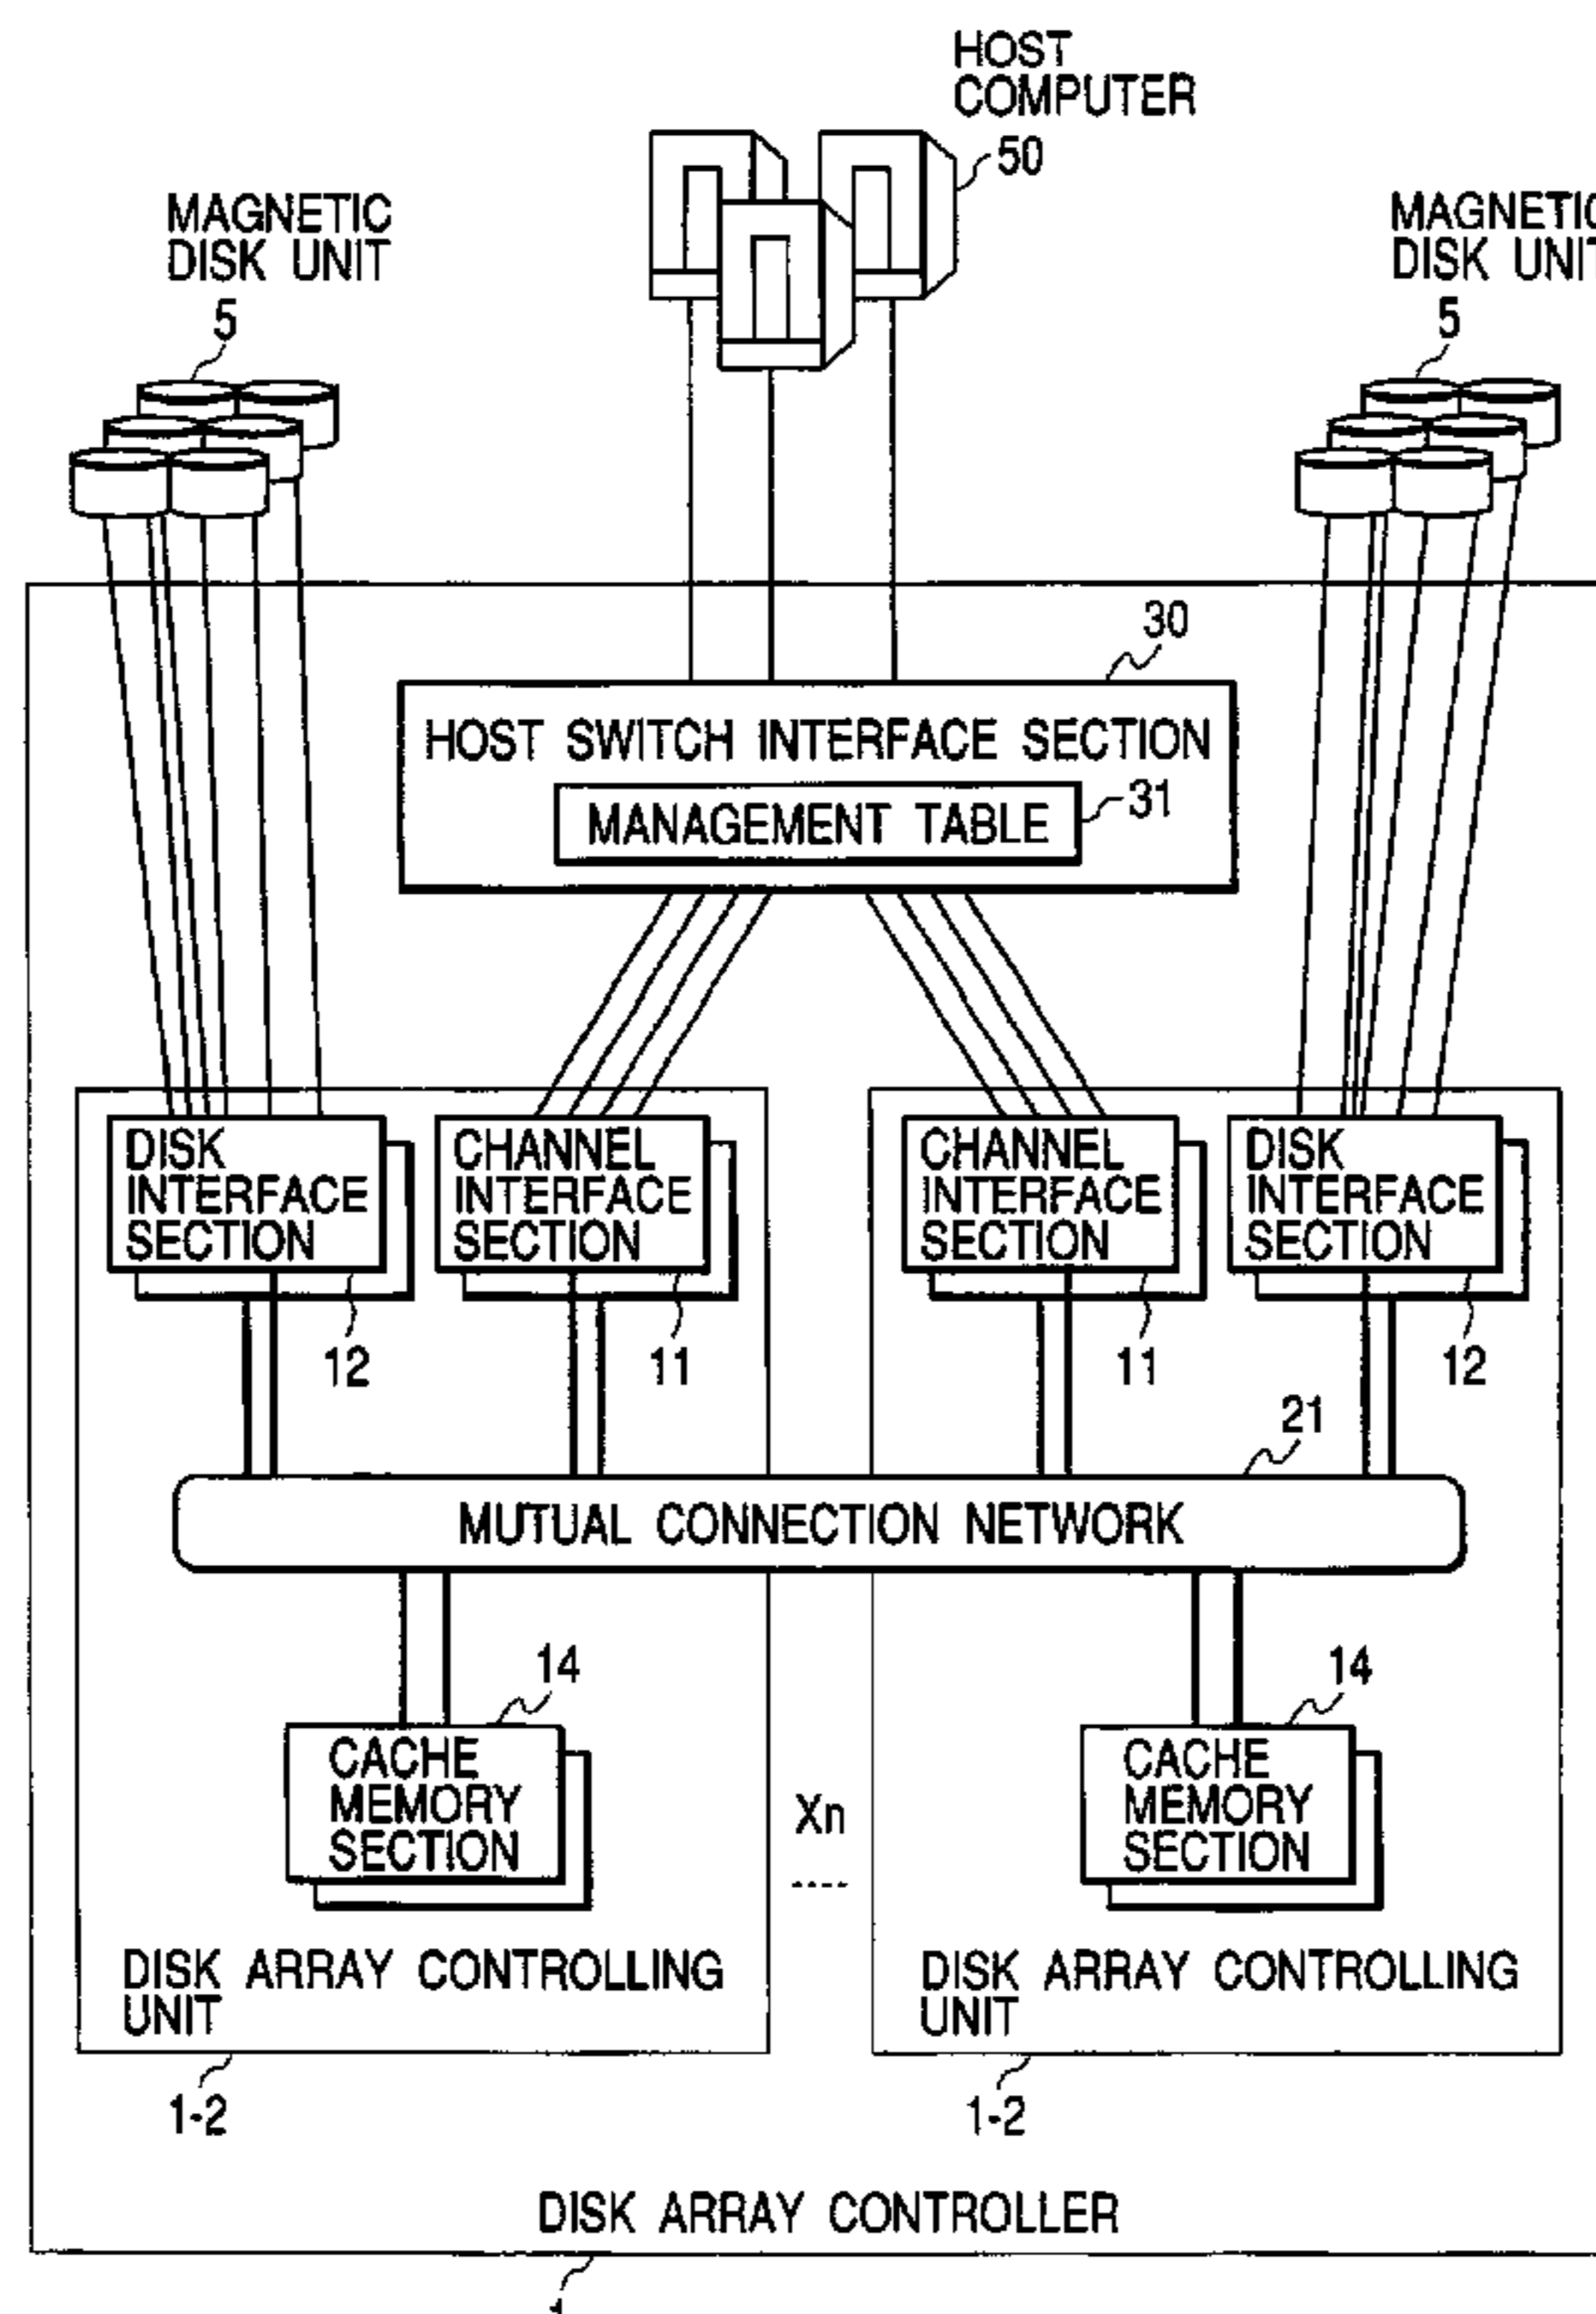 HOST
COMPUTER
50
MAGNETIC
DISK UNIT
5
MAGNETIC
DISK UNIT
5
30
HOST SWITCH INTERFACE SECTION
MANAGEMENT TABLE
31
DISK
INTERFACE
SECTION
CHANNEL
INTERFACE
SECTION
CHANNEL
INTERFACE
SECTION
DISK
INTERFACE
SECTION
12
11
11
12
21
MUTUAL CONNECTION NETWORK
14
14
CACHE
MEMORY
SECTION
Xn
....
CACHE
MEMORY
SECTION
DISK ARRAY CONTROLLING
UNIT
DISK ARRAY CONTROLLING
UNIT
1-2
1-2
DISK ARRAY CONTROLLER
1